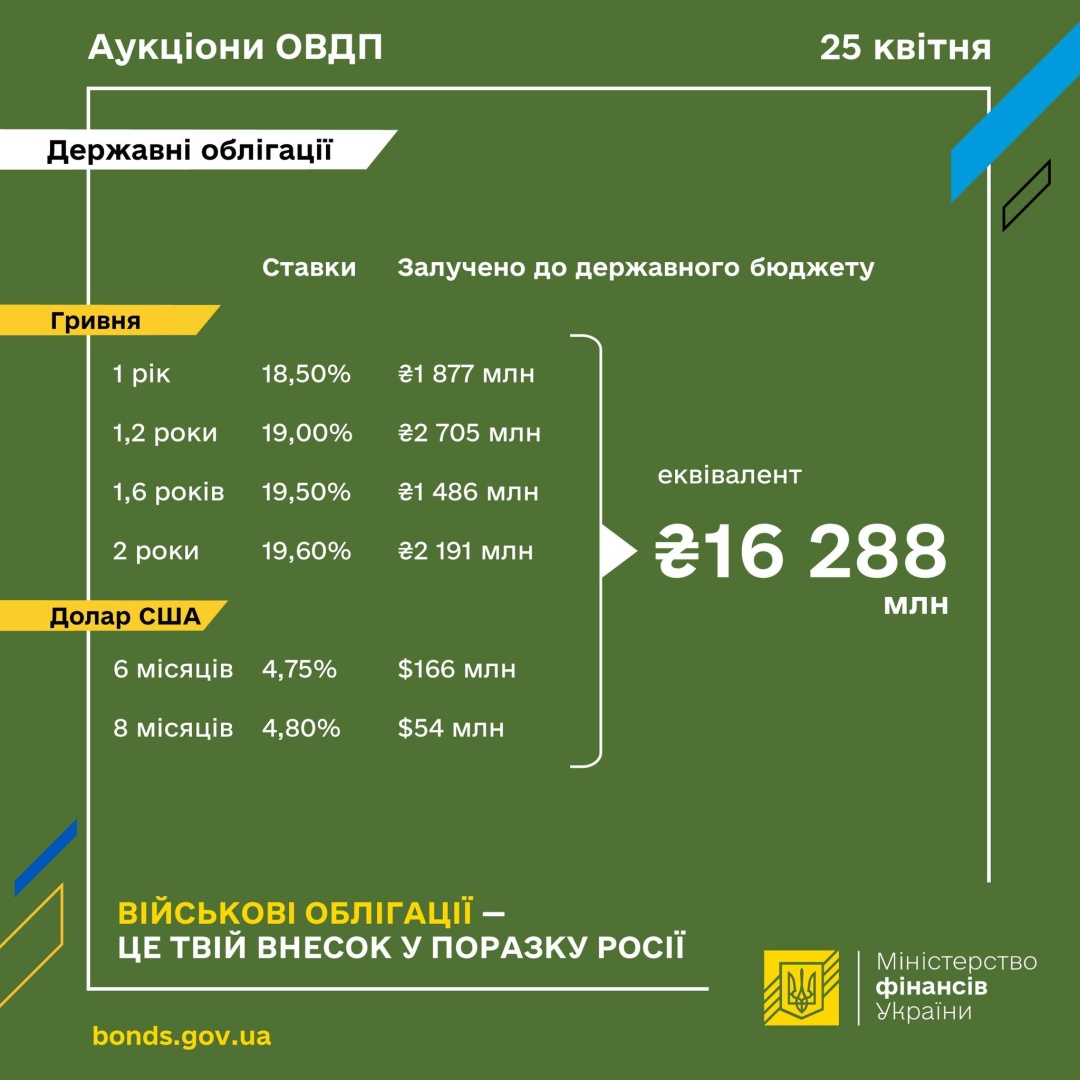 Аукціони ОВДП
25 квітня
Державні облігації
Ставки Залучено до державного бюджету
Гривня
1 рік 18,50% ₴1 877 млн
1,2 роки 19,00% ₴2 705 млн
1,6 років 19,50% ₴1 486 млн
2 роки 19,60% ₴2 191 млн
еквівалент
₴16 288
млн
Долар США
6 місяців 4,75% $166 млн
8 місяців 4,80% $54 млн
ВІЙСЬКОВІ ОБЛІГАЦІЇ –
ЦЕ ТВІЙ ВНЕСОК У ПОРАЗКУ РОСІЇ
bonds.gov.ua
Міністерство
фінансів
України